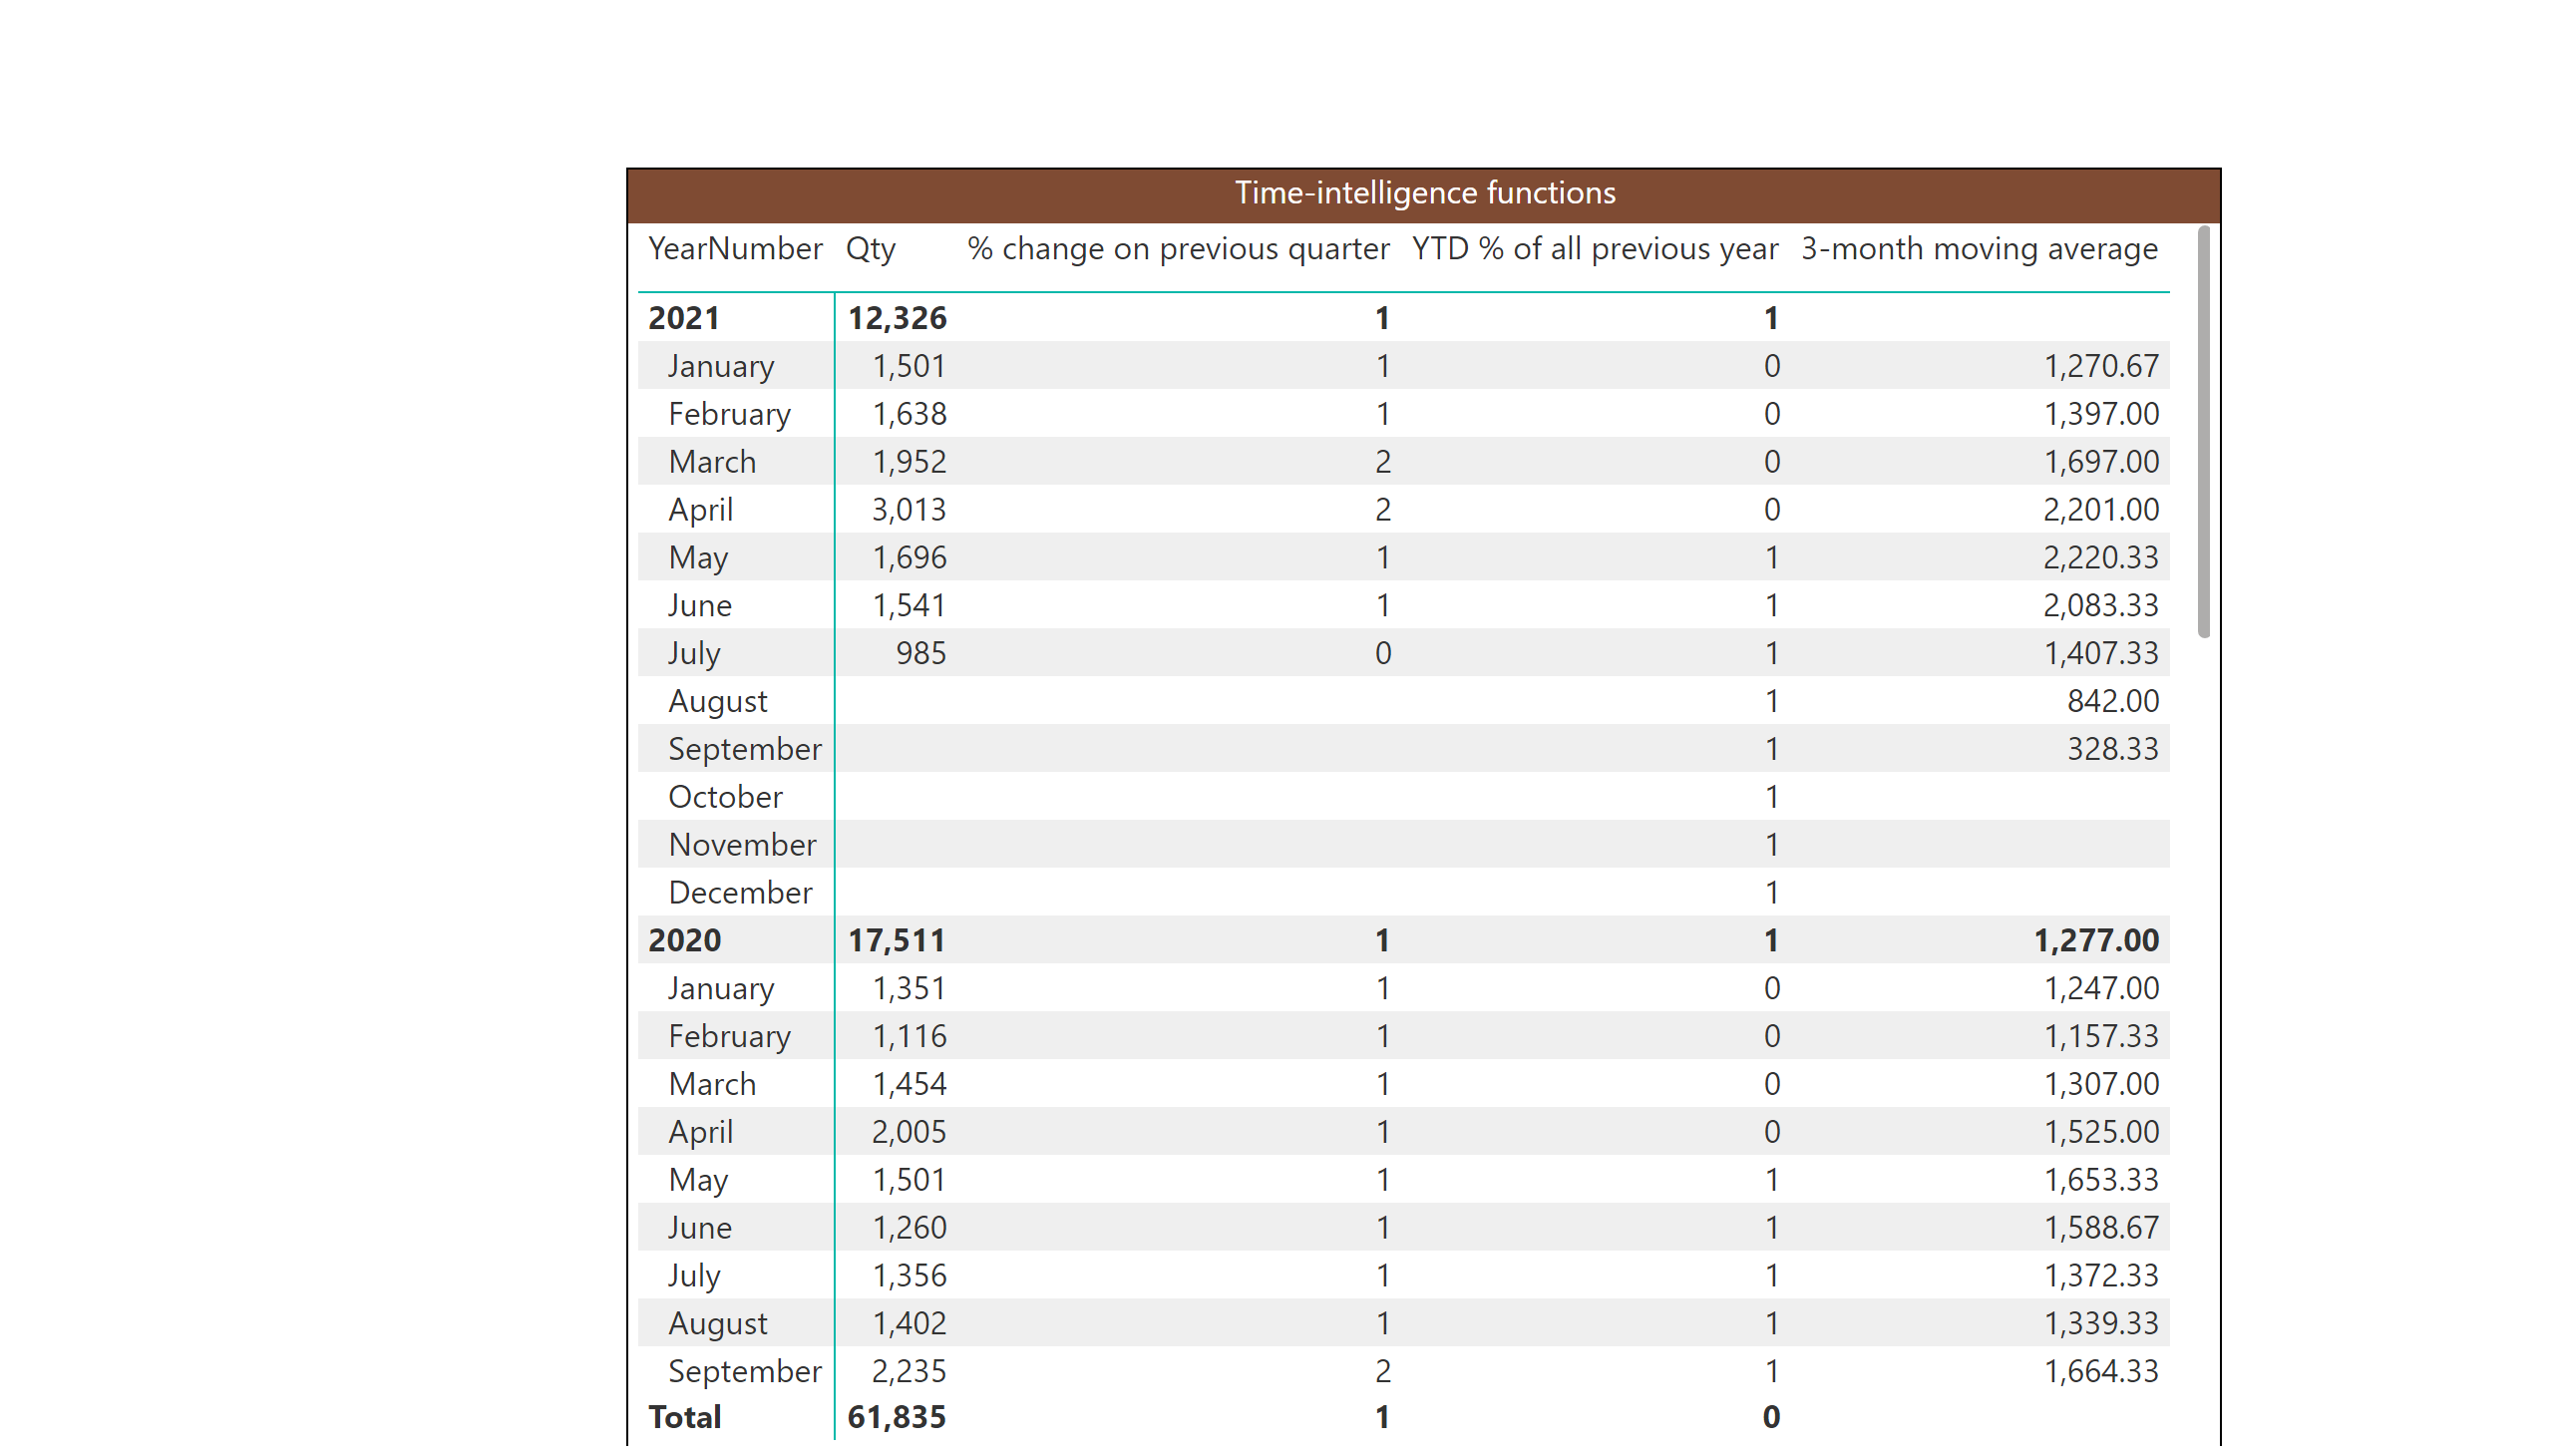 Time-intelligence functions
YearNumber Qty % change on previous quarter YTD % of all previous year 3-month moving average
2021 12,326 1 1
January 1,501 1 0 1,270.67
February 1,638 1 0 1,397.00
March 1,952 2 0 1,697.00
April 3,013 2 0 2,201.00
May 1,696 1 1 2,220.33
June 1,541 1 1 2,083.33
July 985 0 1 1,407.33
August 1 842.00
September 1 328.33
October 1
November 1
December 1
2020 17,511 1 1 1,277.00
January 1,351 1 0 1,247.00
February 1,116 1 0 1,157.33
March 1,454 1 0 1,307.00
April 2,005 1 0 1,525.00
May 1,501 1 1 1,653.33
June 1,260 1 1 1,588.67
July 1,356 1 1 1,372.33
August 1,402 1 1 1,339.33
September 2,235 2 1 1,664.33
Total 61,835 1 0